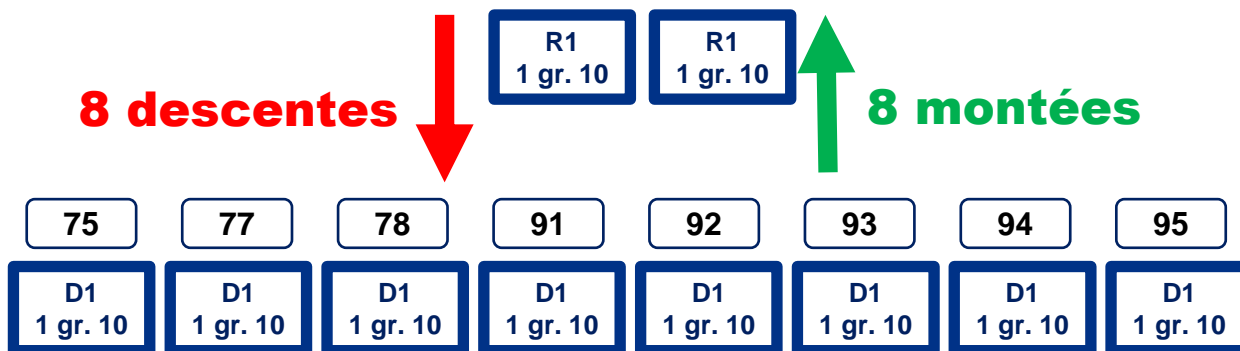 R1 R1
1 gr. 10 1 gr. 10
8 descentes 8 montées
75 77 78 91 92 93 94 95
D1 D1 D1 D1 D1 D1 D1 D1
1 gr. 10 1 gr. 10 1 gr. 10 1 gr. 10 1 gr. 10 1 gr. 10 1 gr. 10 1 gr. 10